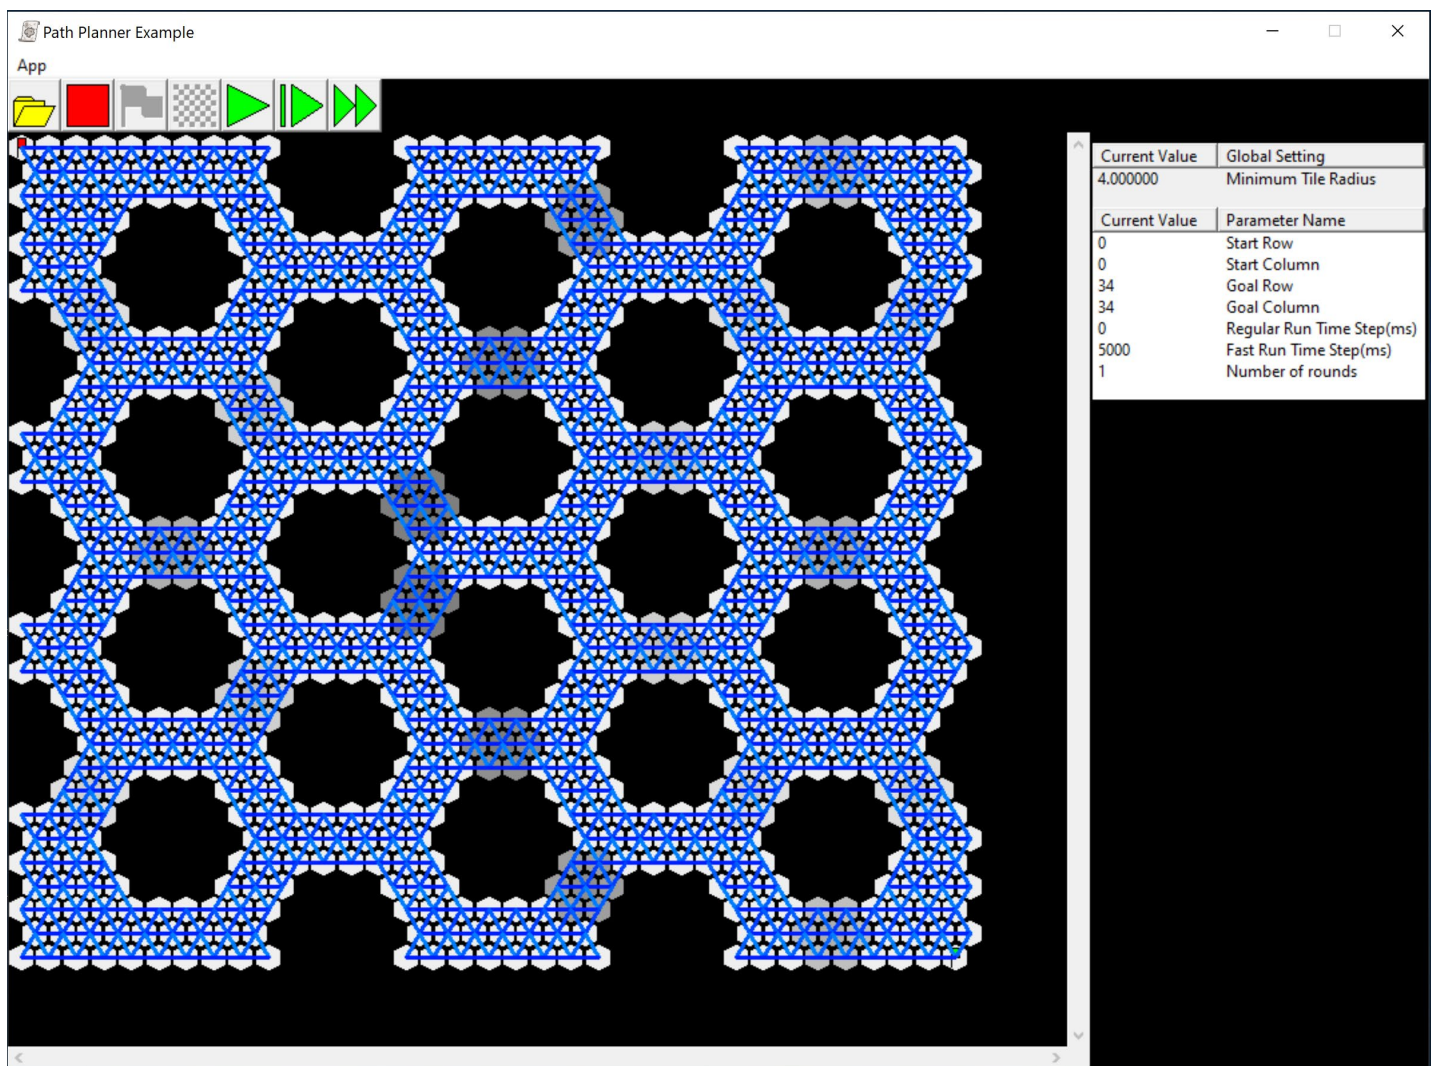 Path Planner Example
App
Current Value Global Setting
4.000000 Minimum Tile Radius
Current Value Parameter Name
0 Start Row
0 Start Column
34 Goal Row
34 Goal Column
0 Regular Run Time Step(ms)
5000 Fast Run Time Step(ms)
1 Number of rounds